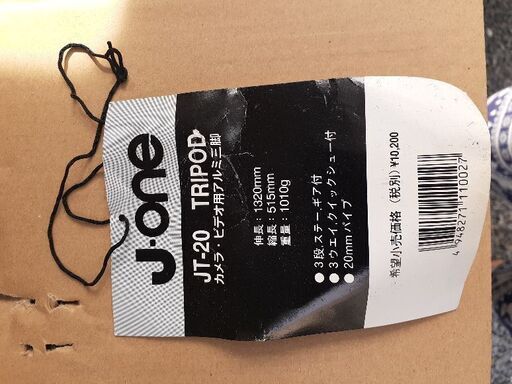 J·one
JT-20 TRIPOD
カメラ・ビデオ用アルミ三脚
伸長：1320mm
縮長：515mm
重量：1010g
●3段、ステー、ギア付
●3ウェイ、クイックシュー付
●20mmパイプ
希望小売価格（税別）¥10,200
4 948271 110027